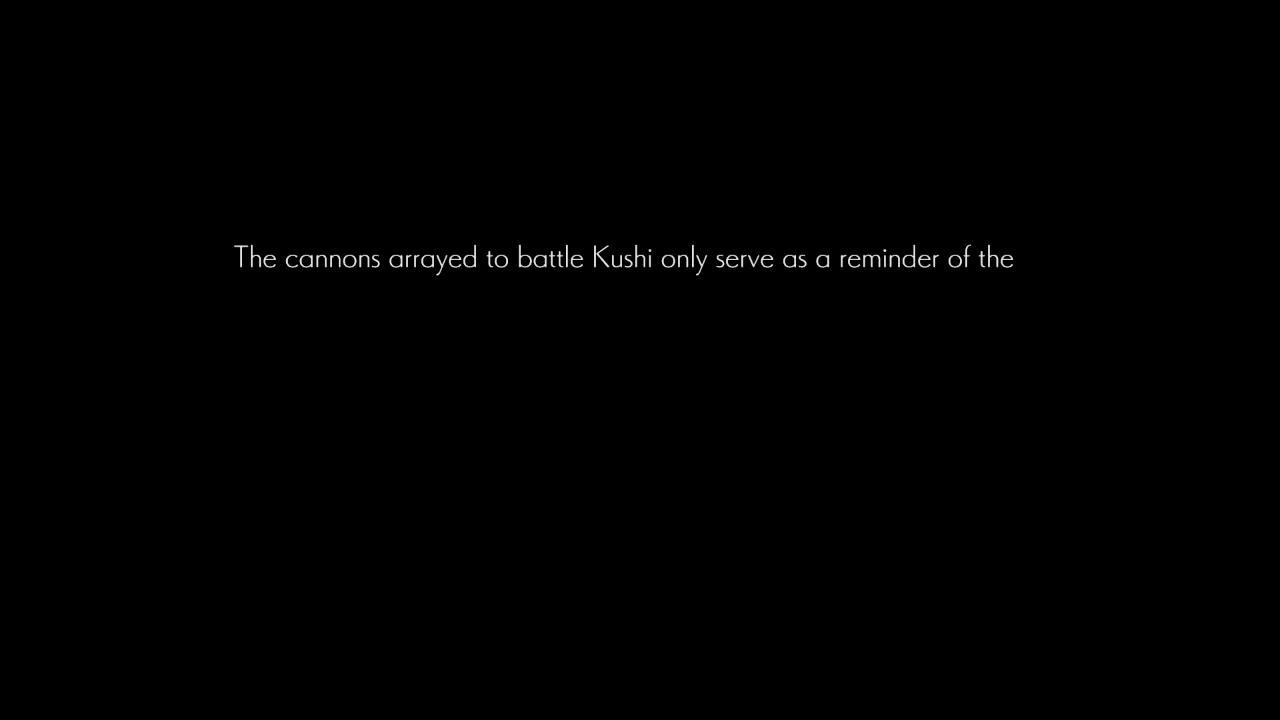 The cannons arrayed to battle Kushi only serve as a reminder of the